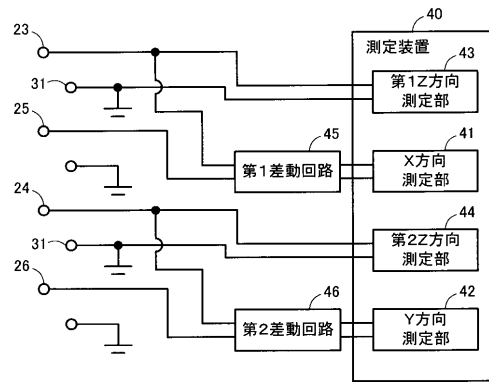 40
測定装置
23
43
第1Z方向
測定部
31
25
45
41
第1差動回路
X方向
測定部
24
44
第2Z方向
測定部
31
26
46
42
第2差動回路
Y方向
測定部